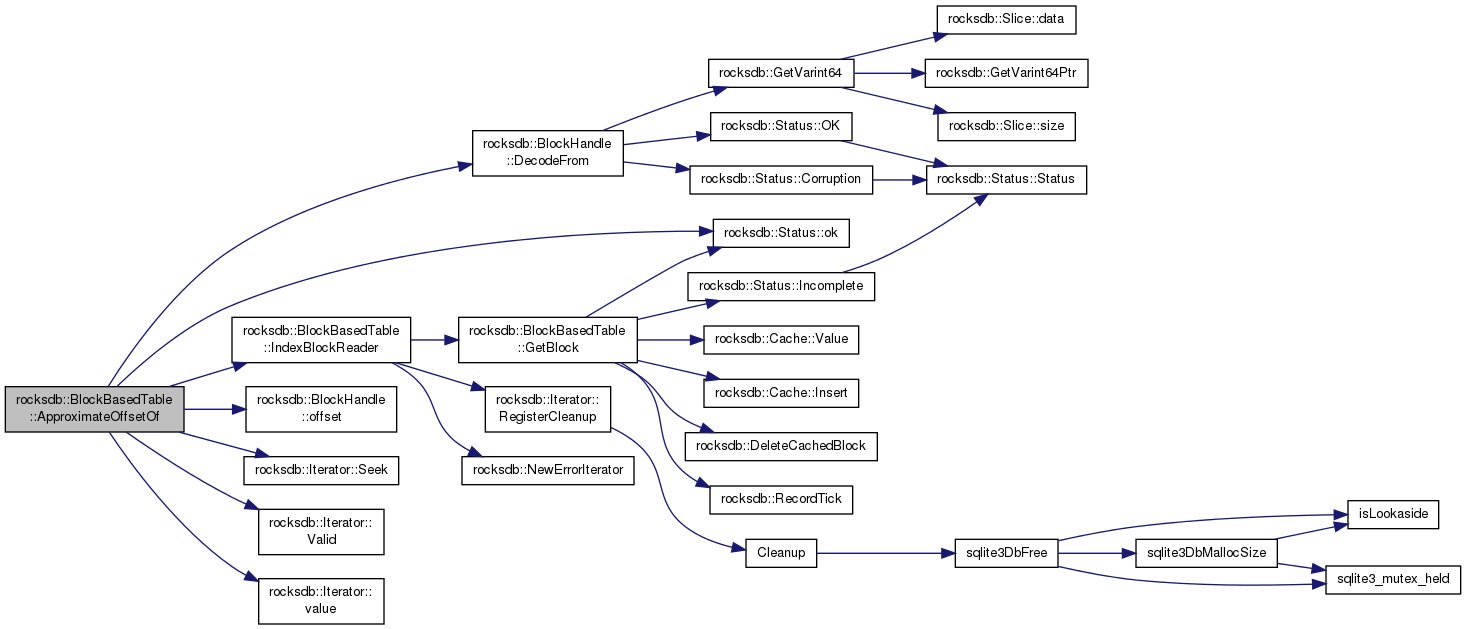 rocksdb::Slice::data
rocksdb::GetVarint64
rocksdb::GetVarint64Ptr
rocksdb::Slice::size
rocksdb::BlockHandle
::DecodeFrom
rocksdb::Status::OK
rocksdb::Status::Corruption
rocksdb::Status::Status
rocksdb::Status::ok
rocksdb::Status::Incomplete
rocksdb::BlockBasedTable
::IndexBlockReader
rocksdb::BlockBasedTable
::GetBlock
rocksdb::Cache::Value
rocksdb::Cache::Insert
rocksdb::BlockBasedTable
::ApproximateOffsetOf
rocksdb::BlockHandle
::offset
rocksdb::Iterator::
RegisterCleanup
rocksdb::DeleteCachedBlock
rocksdb::Iterator::Seek
rocksdb::NewErrorIterator
rocksdb::RecordTick
rocksdb::Iterator::
Valid
isLookaside
Cleanup
sqlite3DbFree
sqlite3DbMallocSize
sqlite3_mutex_held
rocksdb::Iterator::
value